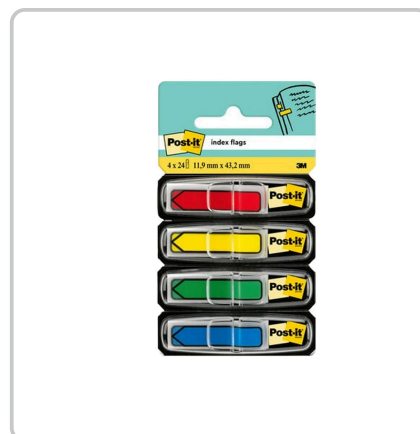 Post-it
index flags
4 x 24 11,9 mm x 43,2 mm
3M
Post-it
Post-it
Post-it
Post-it